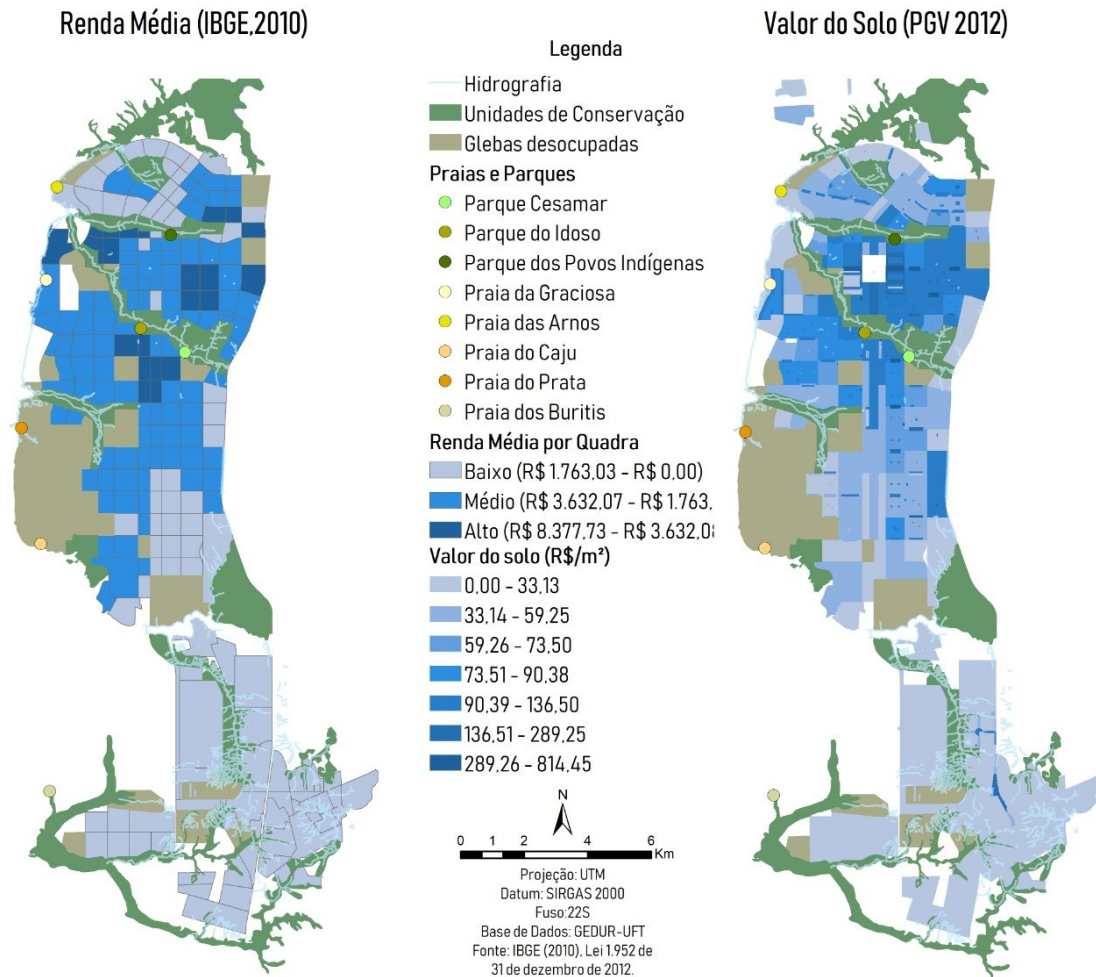 Renda Média (IBGE,2010)
Valor do Solo (PGV 2012)
Legenda
Hidrografia
Unidades de Conservação
Glebas desocupadas
Praias e Parques
Parque Cesamar
Parque do Idoso
Parque dos Povos Indígenas
Praia da Graciosa
Praia das Arnos
Praia do Caju
Praia do Prata
Praia dos Buritis
Renda Média por Quadra
Baixo (R$ 1.763,03 - R$ 0,00)
Médio (R$ 3.632,07 - R$ 1.763,
Alto (R$ 8.377,73 - R$ 3.632,0
Valor do solo (R$/m²)
0,00 - 33,13
33,14 - 59,25
59,26 - 73,50
73,51 - 90,38
90,39 - 136,50
136,51 - 289,25
289,26 - 814,45
N
0 1 2 4 6
Km
Projeção: UTM
Datum: SIRGAS 2000
Fuso:22S
Base de Dados: GEDUR-UFT
Fonte: IBGE (2010), Lei 1.952 de
31 de dezembro de 2012.